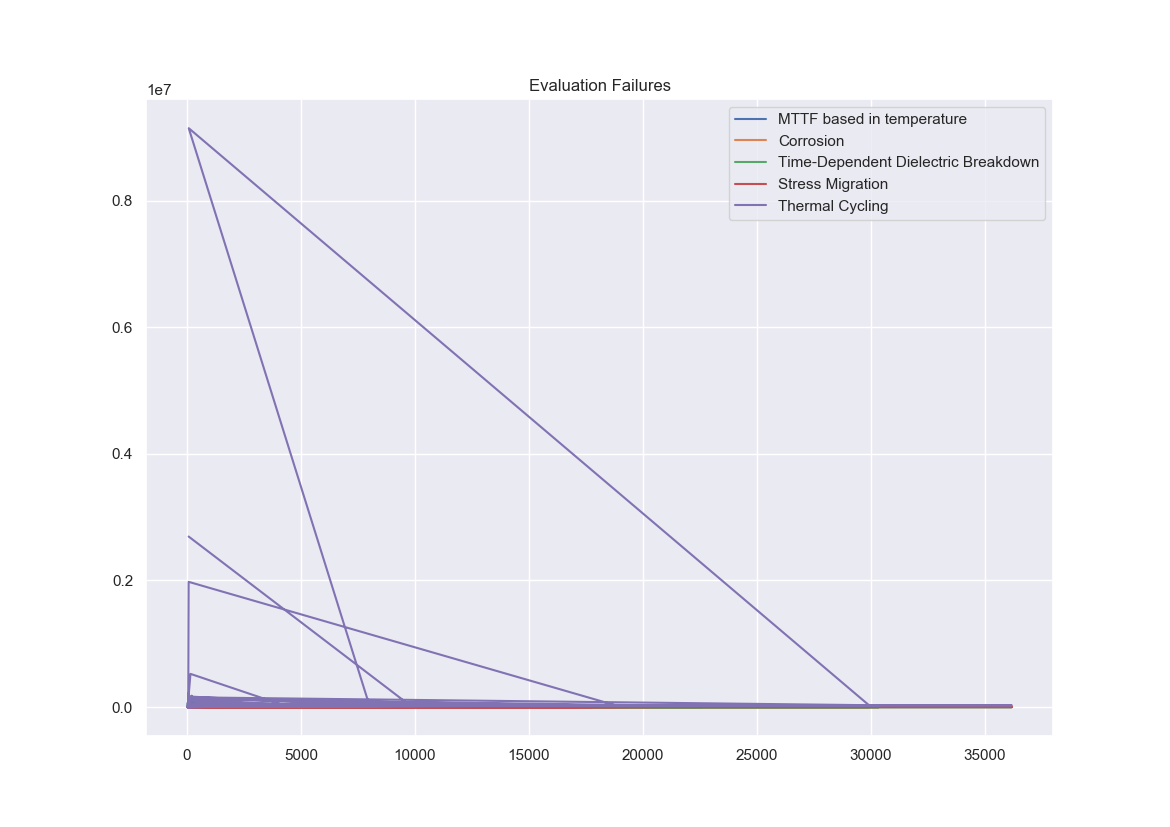 Evaluation Failures
1e7
MTTF based in temperature
Corrosion
Time-Dependent Dielectric Breakdown
Stress Migration
Thermal Cycling
0.8
0.6
0.4
0.2
0.0
0 5000 10000 15000 20000 25000 30000 35000